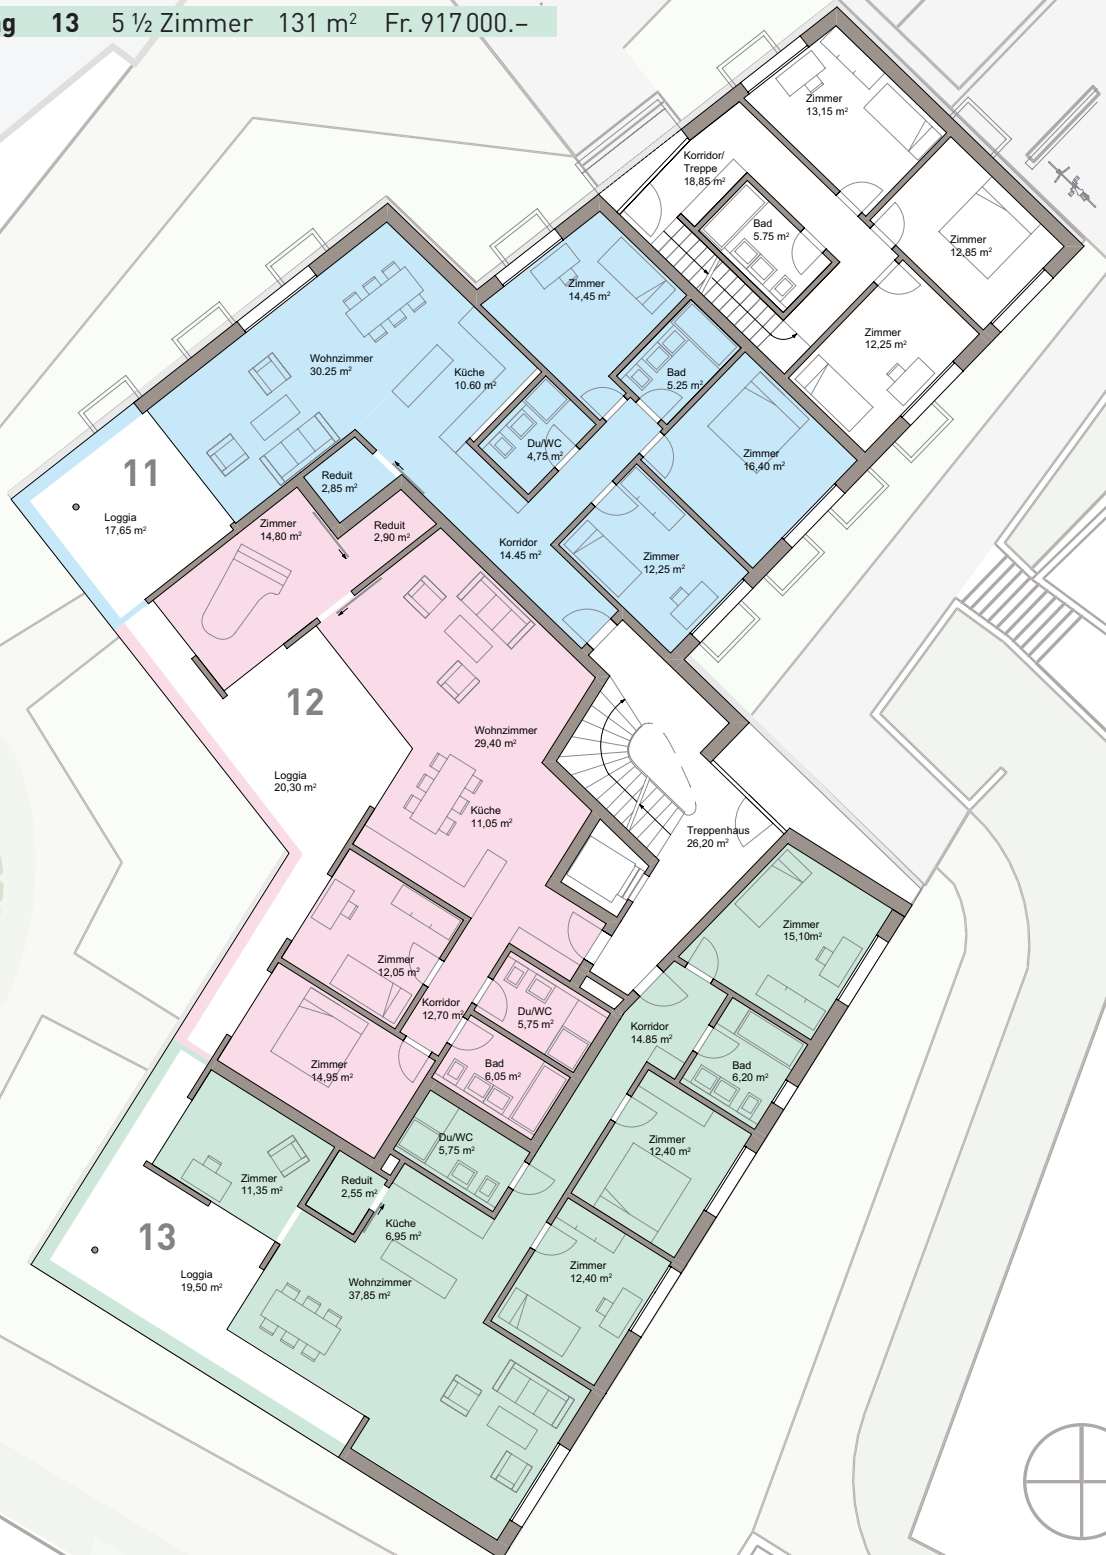 g 13 5 ½ Zimmer 131 m² Fr. 917 000.–
Zimmer
13,15 m²
Korridor/
Treppe
18,85 m²
Bad
5.75 m²
Zimmer
12,85 m²
Zimmer
12,25 m²
Zimmer
14,45 m²
Wohnzimmer
30.25 m²
Küche
10.60 m²
Bad
5.25 m²
Du/WC
4,75 m²
Zimmer
16,40 m²
11
Loggia
17,65 m²
Reduit
2,85 m²
Korridor
14.45 m²
Zimmer
12,25 m²
Zimmer
14,80 m²
Reduit
2,90 m²
12
Wohnzimmer
29,40 m²
Loggia
20,30 m²
Küche
11,05 m²
Treppenhaus
26,20 m²
Zimmer
12,05 m²
Korridor
12,70 m²
Du/WC
5,75 m²
Zimmer
14,95 m²
Bad
6,05 m²
Zimmer
15,10m²
Korridor
14.85 m²
Bad
6,20 m²
Du/WC
5,75 m²
Zimmer
12,40 m²
Zimmer
11,35 m²
Reduit
2,55 m²
Küche
6,95 m²
13
Loggia
19,50 m²
Wohnzimmer
37,85 m²
Zimmer
12,40 m²